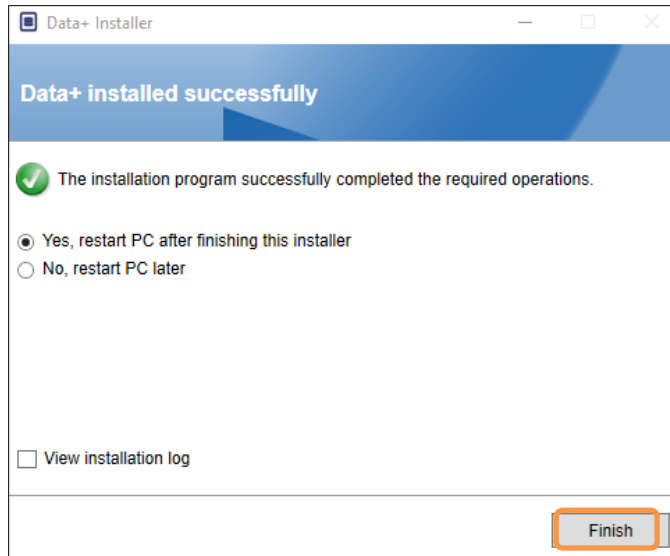 Data+ Installer
Data+ installed successfully
The installation program successfully completed the required operations.
Yes, restart PC after finishing this installer
No, restart PC later
View installation log
Finish